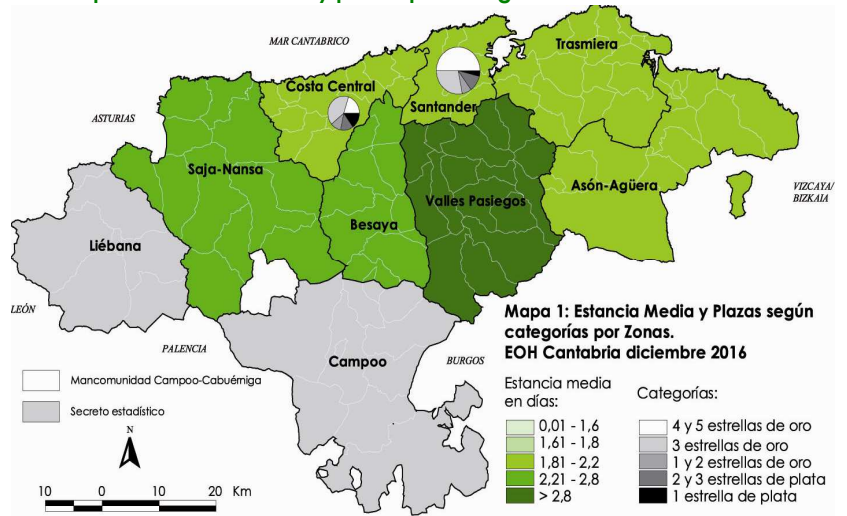 MAR CANTABRICO
Trasmiera
Costa Central
Santander
ASTURIAS
Saja-Nansa
Valles Pasiegos
Asón-Agüera
VIZCAYA/
BIZKAIA
Besaya
Liébana
LEÓN
PALENCIA
Campoo
BURGOS
Mapa 1: Estancia Media y Plazas según
categorías por Zonas.
EOH Cantabria diciembre 2016
Mancomunidad Campoo-Cabuérniga
Secreto estadístico
N
10 0 10 20 Km
Estancia media
en días:
0,01 - 1,6
1,61 - 1,8
1,81 - 2,2
2,21 - 2,8
> 2,8
Categorías:
4 y 5 estrellas de oro
3 estrellas de oro
1 y 2 estrellas de oro
2 y 3 estrellas de plata
1 estrella de plata